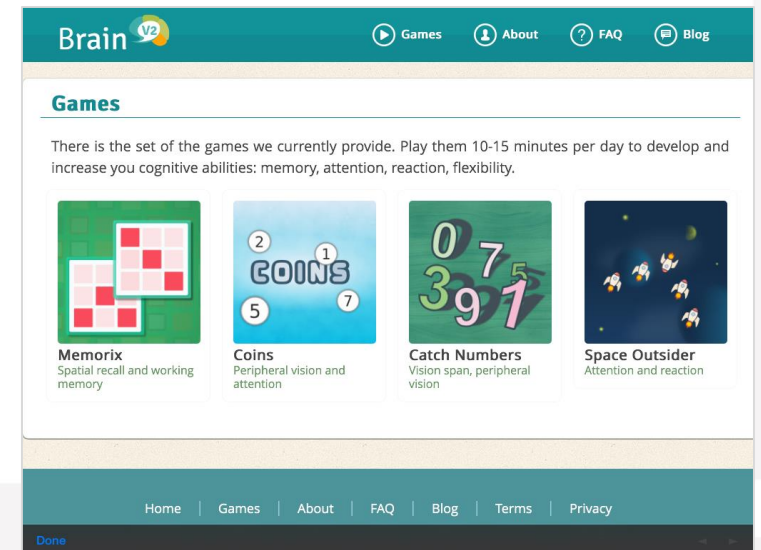 Brain V2
Games
About
FAQ
Blog
Games
There is the set of the games we currently provide. Play them 10-15 minutes per day to develop and
increase you cognitive abilities: memory, attention, reaction, flexibility.
2
1
COINS
5
7
0
7
5
3
9
1
Memorix
Spatial recall and working
memory
Coins
Peripheral vision and
attention
Catch Numbers
Vision span, peripheral
vision
Space Outsider
Attention and reaction
Home
Games
About
FAQ
Blog
Terms
Privacy
Done